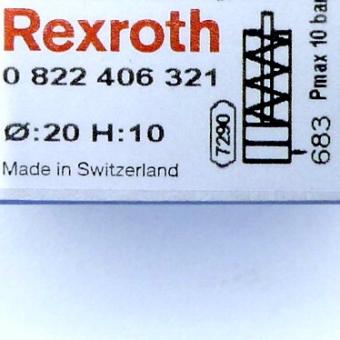 Rexroth
0 822 406 321
Ø:20 H:10
Made in Switzerland
7290
683
Pmax 10 bar